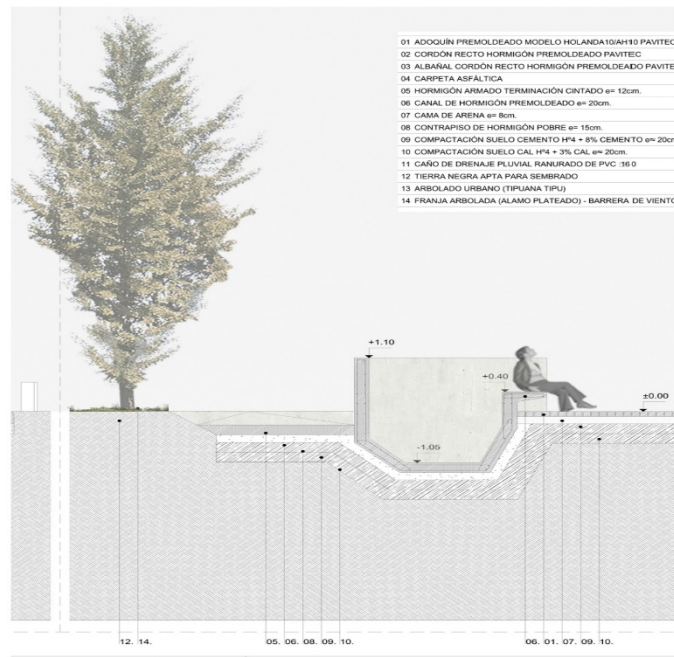 01 ADOQUÍN PREMOLDEADO MODELO HOLANDA10/AH10 PAVITEC
02 CORDÓN RECTO HORMIGÓN PREMOLDEADO PAVITEC
03 ALBAÑAL CORDÓN RECTO HORMIGÓN PREMOLDEADO PAVITE
04 CARPETA ASFÁLTICA
05 HORMIGÓN ARMADO TERMINACIÓN CINTADO e= 12cm.
06 CANAL DE HORMIGÓN PREMOLDEADO e= 20cm.
07 CAMA DE ARENA e= 8cm.
08 CONTRAPISO DE HORMIGÓN POBRE e= 15cm.
09 COMPACTACIÓN SUELO CEMENTO Hº4 + 8% CEMENTO e= 20cm
10 COMPACTACIÓN SUELO CAL Hº4 + 3% CAL e= 20cm.
11 CAÑO DE DRENAJE PLUVIAL RANURADO DE PVC :160
12 TIERRA NEGRA APTA PARA SEMBRADO
13 ARBOLADO URBANO (TIPUANA TIPU)
14 FRANJA ARBOLADA (ALAMO PLATEADO) - BARRERA DE VIENTO
+1.10
+0.40
±0.00
-1.05
12. 14.
05. 06. 08. 09. 10.
06. 01. 07. 09. 10.